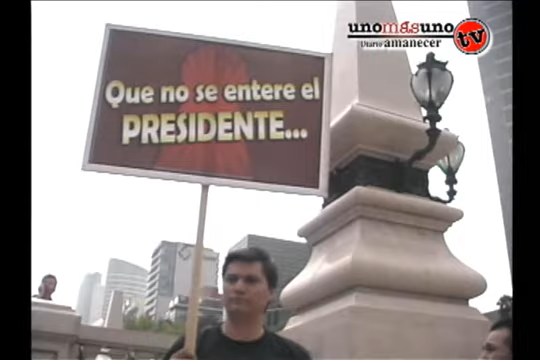 unomásuno
Diario amanecer
tv
Que no se entere el
PRESIDENTE...